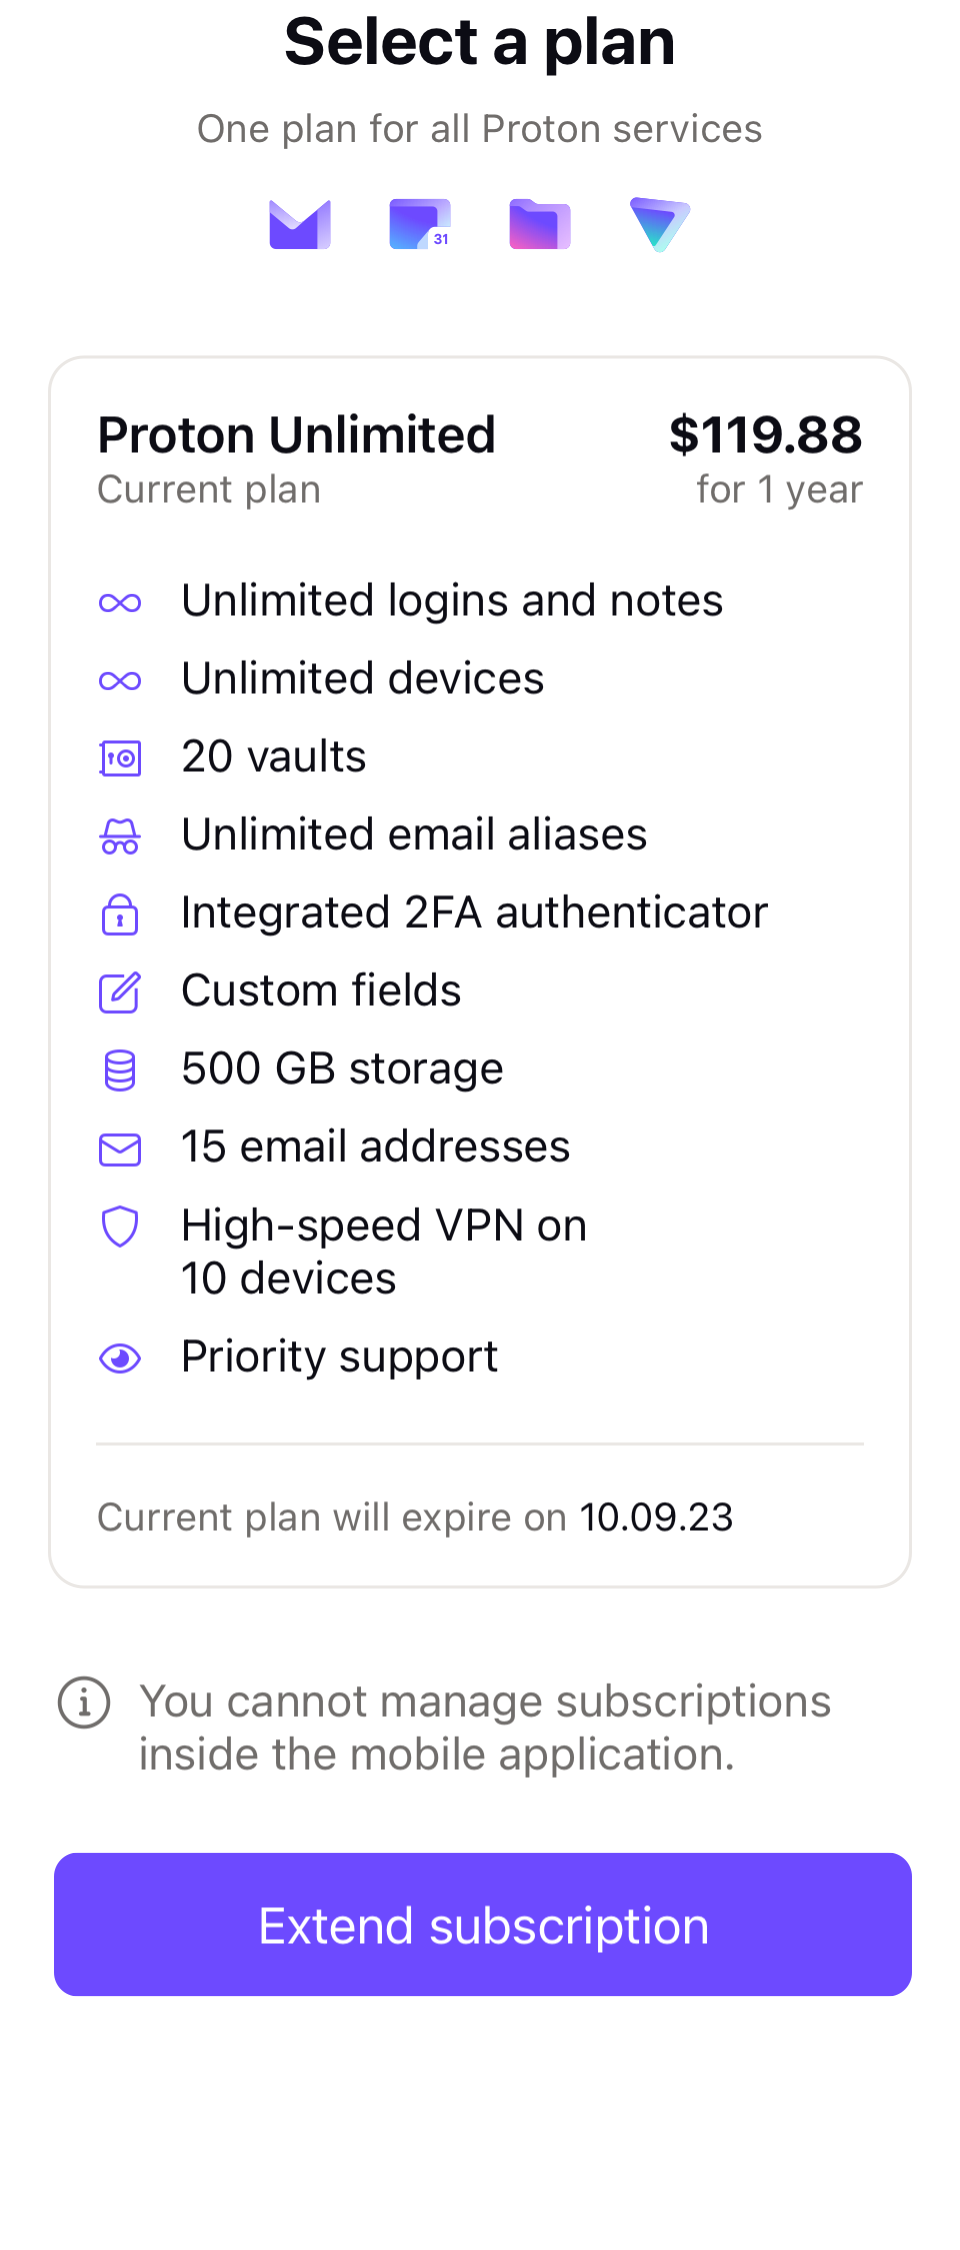 Select a plan
One plan for all Proton services
31
Proton Unlimited
$119.88
Current plan
for 1 year
Unlimited logins and notes
Unlimited devices
20 vaults
Unlimited email aliases
Integrated 2FA authenticator
Custom fields
500 GB storage
15 email addresses
High-speed VPN on
10 devices
Priority support
Current plan will expire on 10.09.23
You cannot manage subscriptions
inside the mobile application.
Extend subscription